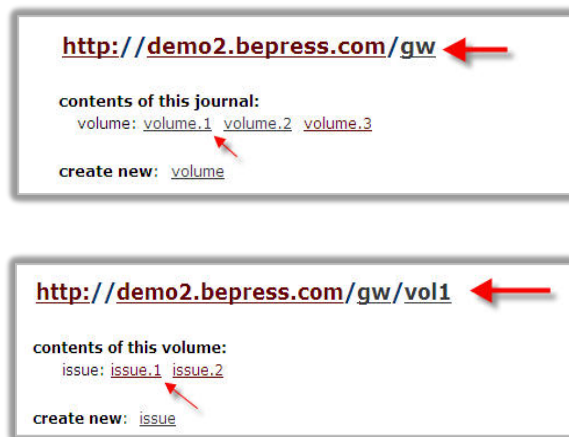 http://demo2.bepress.com/gw
contents of this journal:
volume: volume.1 volume.2 volume.3
create new: volume
http://demo2.bepress.com/gw/vol1
contents of this volume:
issue: issue.1 issue.2
create new: issue